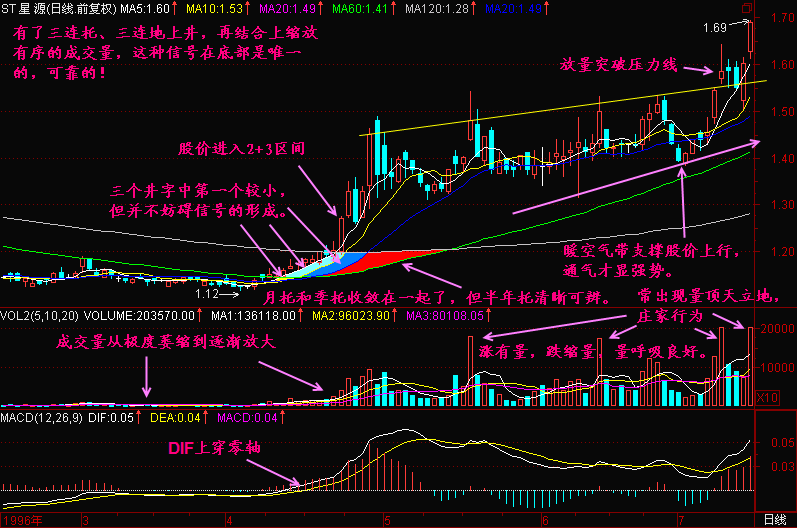 ST 星 源(日线.前复权) MA5:1.60↑ MA10:1.53↑ MA20:1.49↑ MA60:1.41↑ MA120:1.28↑ MA0:1.29↑
有了三连托、三连地上井，再结合上缩放
有序的成交量，这种信号在底部是唯一
的，可靠的！
1.69
1.70
放量突破压力线
1.60
1.50
股价进入2+3区间
1.40
三个井字中第一个较小，
但并不妨碍信号的形成。
1.30
暖空气带支撑股价上行，
通气才显强势。
1.20
1.12
月托和季托收敛在一起了，但半年托清晰可辨。
常出现量顶天立地，
庄家行为
VOL2(5,10,20) VOLUME:203570.00↑ MA1:136118.00↑ MA2:96023.90↑ MA3:80108.05↑
20000
成交量从极度萎缩到逐渐放大
涨有量，跌缩量，量呼吸良好。
10000
X10
MACD(12,26,9) DIF:0.05↑ DEA:0.04↑ MACD:0.04↑
DIF上穿零轴
0.05
0.03
1996年 3 4 5 6 7 日线